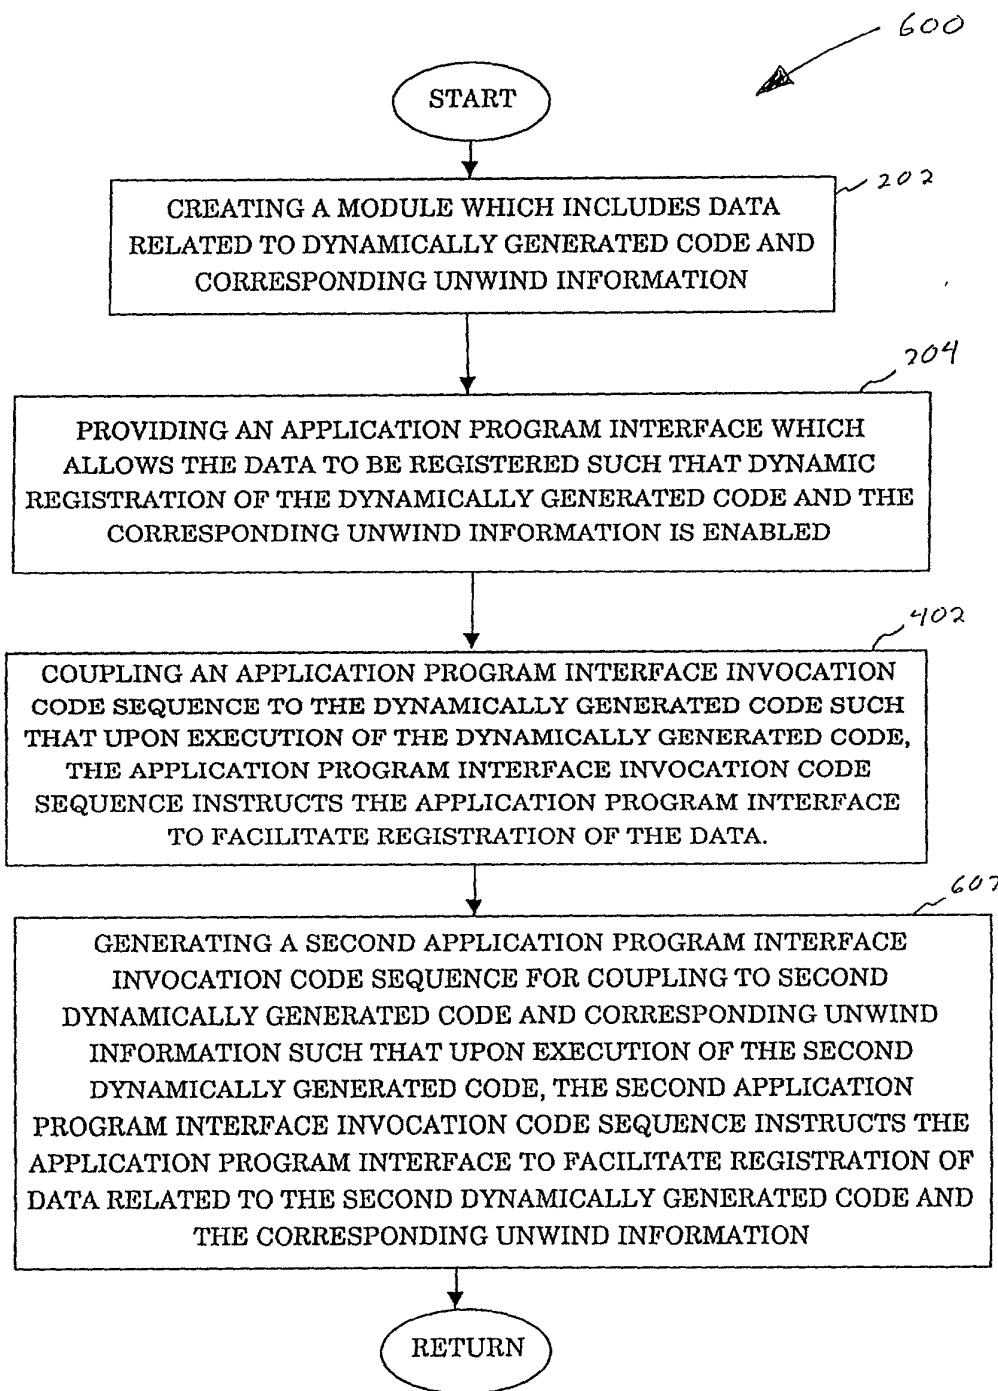 600
START
202
CREATING A MODULE WHICH INCLUDES DATA
RELATED TO DYNAMICALLY GENERATED CODE AND
CORRESPONDING UNWIND INFORMATION
204
PROVIDING AN APPLICATION PROGRAM INTERFACE WHICH
ALLOWS THE DATA TO BE REGISTERED SUCH THAT DYNAMIC
REGISTRATION OF THE DYNAMICALLY GENERATED CODE AND THE
CORRESPONDING UNWIND INFORMATION IS ENABLED
402
COUPLING AN APPLICATION PROGRAM INTERFACE INVOCATION
CODE SEQUENCE TO THE DYNAMICALLY GENERATED CODE SUCH
THAT UPON EXECUTION OF THE DYNAMICALLY GENERATED CODE,
THE APPLICATION PROGRAM INTERFACE INVOCATION CODE
SEQUENCE INSTRUCTS THE APPLICATION PROGRAM INTERFACE
TO FACILITATE REGISTRATION OF THE DATA.
602
GENERATING A SECOND APPLICATION PROGRAM INTERFACE
INVOCATION CODE SEQUENCE FOR COUPLING TO SECOND
DYNAMICALLY GENERATED CODE AND CORRESPONDING UNWIND
INFORMATION SUCH THAT UPON EXECUTION OF THE SECOND
DYNAMICALLY GENERATED CODE, THE SECOND APPLICATION
PROGRAM INTERFACE INVOCATION CODE SEQUENCE INSTRUCTS THE
APPLICATION PROGRAM INTERFACE TO FACILITATE REGISTRATION OF
DATA RELATED TO THE SECOND DYNAMICALLY GENERATED CODE AND
THE CORRESPONDING UNWIND INFORMATION
RETURN